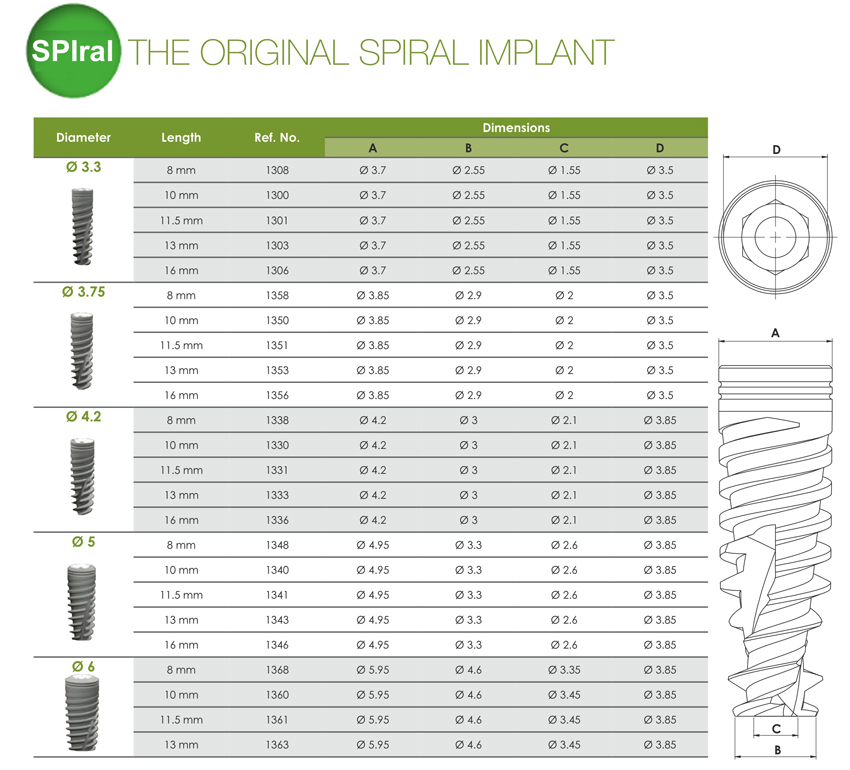 SPIral THE ORIGINAL SPIRAL IMPLANT
Diameter Length Ref. No. Dimensions
A B C D
Ø 3.3 8 mm 1308 Ø 3.7 Ø 2.55 Ø 1.55 Ø 3.5
10 mm 1300 Ø 3.7 Ø 2.55 Ø 1.55 Ø 3.5
11.5 mm 1301 Ø 3.7 Ø 2.55 Ø 1.55 Ø 3.5
13 mm 1303 Ø 3.7 Ø 2.55 Ø 1.55 Ø 3.5
16 mm 1306 Ø 3.7 Ø 2.55 Ø 1.55 Ø 3.5
Ø 3.75 8 mm 1358 Ø 3.85 Ø 2.9 Ø 2 Ø 3.5
10 mm 1350 Ø 3.85 Ø 2.9 Ø 2 Ø 3.5
11.5 mm 1351 Ø 3.85 Ø 2.9 Ø 2 Ø 3.5
13 mm 1353 Ø 3.85 Ø 2.9 Ø 2 Ø 3.5
16 mm 1356 Ø 3.85 Ø 2.9 Ø 2 Ø 3.5
Ø 4.2 8 mm 1338 Ø 4.2 Ø 3 Ø 2.1 Ø 3.85
10 mm 1330 Ø 4.2 Ø 3 Ø 2.1 Ø 3.85
11.5 mm 1331 Ø 4.2 Ø 3 Ø 2.1 Ø 3.85
13 mm 1333 Ø 4.2 Ø 3 Ø 2.1 Ø 3.85
16 mm 1336 Ø 4.2 Ø 3 Ø 2.1 Ø 3.85
Ø 5 8 mm 1348 Ø 4.95 Ø 3.3 Ø 2.6 Ø 3.85
10 mm 1340 Ø 4.95 Ø 3.3 Ø 2.6 Ø 3.85
11.5 mm 1341 Ø 4.95 Ø 3.3 Ø 2.6 Ø 3.85
13 mm 1343 Ø 4.95 Ø 3.3 Ø 2.6 Ø 3.85
16 mm 1346 Ø 4.95 Ø 3.3 Ø 2.6 Ø 3.85
Ø 6 8 mm 1368 Ø 5.95 Ø 4.6 Ø 3.35 Ø 3.85
10 mm 1360 Ø 5.95 Ø 4.6 Ø 3.45 Ø 3.85
11.5 mm 1361 Ø 5.95 Ø 4.6 Ø 3.45 Ø 3.85
13 mm 1363 Ø 5.95 Ø 4.6 Ø 3.45 Ø 3.85
D
A
C
B